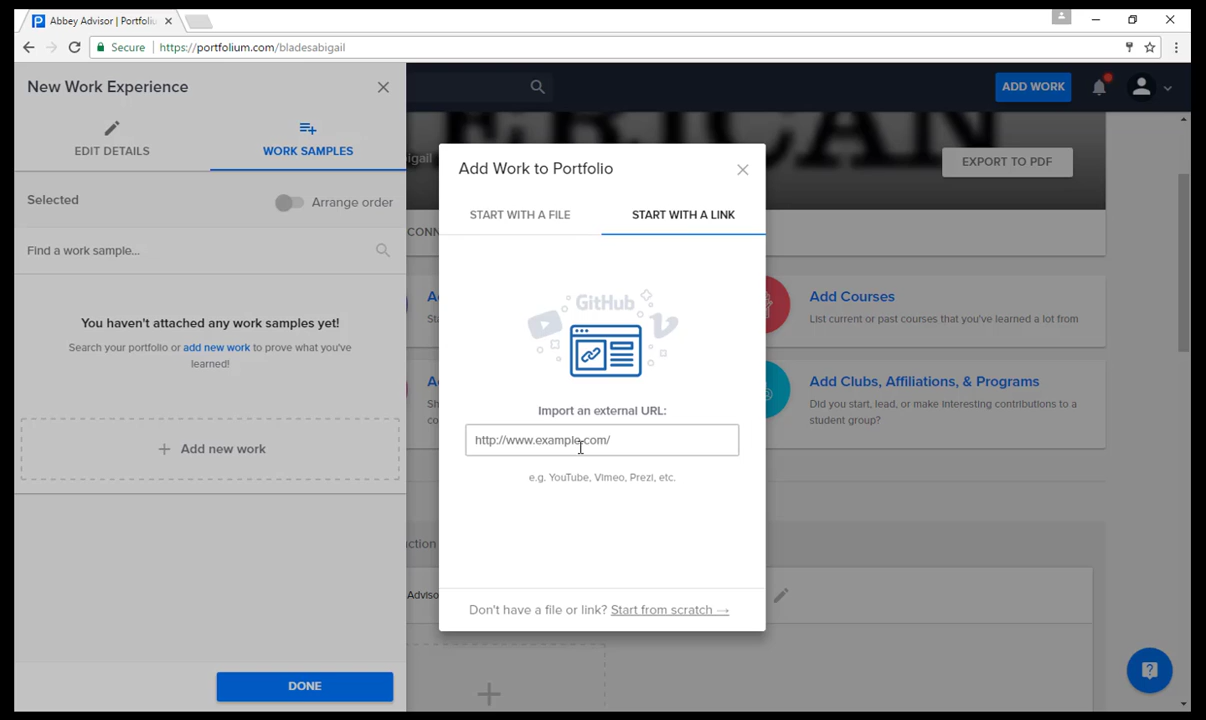 Abbey Advisor | Portfoliu
Secure
https://portfolium.com/bladesabigail
New Work Experience
EDIT DETAILS
WORK SAMPLES
Selected
Arrange order
Find a work sample...
You haven't attached any work samples yet!
Search your portfolio or add new work to prove what you've
learned!
Add new work
DONE
ADD WORK
ERICAN
EXPORT TO PDF
Add Work to Portfolio
START WITH A FILE
START WITH A LINK
GitHub
Import an external URL:
http://www.example.com/
e.g. YouTube, Vimeo, Prezi, etc.
Don't have a file or link? Start from scratch →
Add Courses
List current or past courses that you've learned a lot from
Add Clubs, Affiliations, & Programs
Did you start, lead, or make interesting contributions to a
student group?